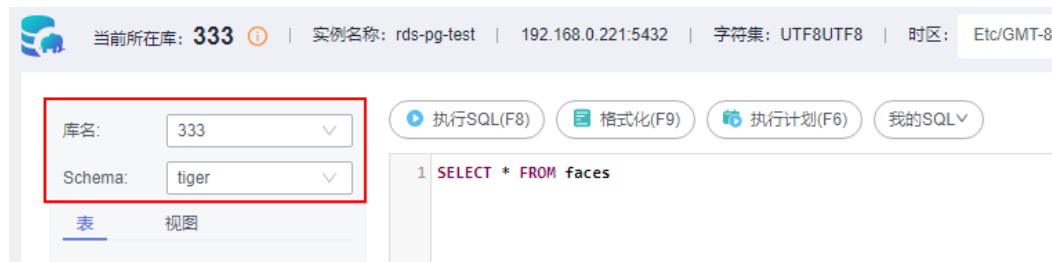 当前所在库: 333 | 实例名称: rds-pg-test | 192.168.0.221:5432 | 字符集: UTF8UTF8 | 时区: Etc/GMT-8
库名: 333
Schema: tiger
表 视图
执行SQL(F8) 格式化(F9) 执行计划(F6) 我的SQL
1 SELECT * FROM faces